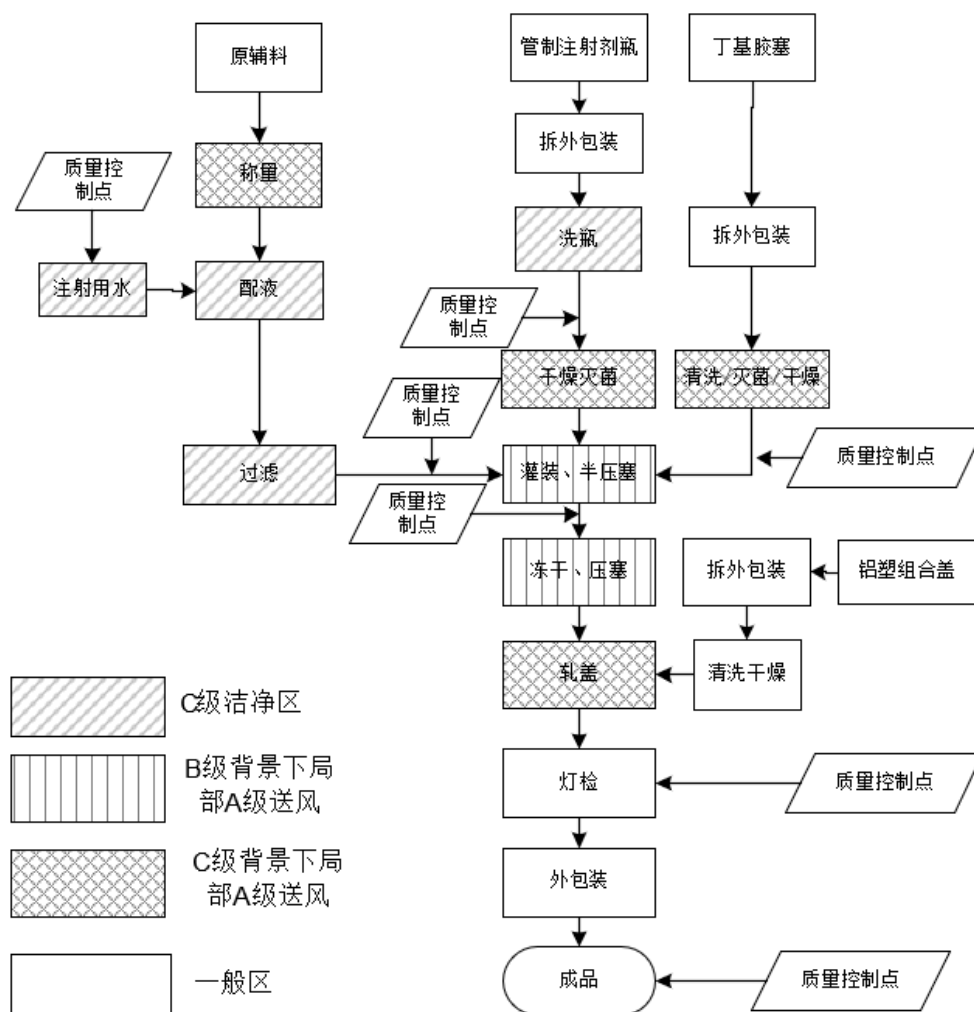 原辅料
管制注射剂瓶
丁基胶塞
拆外包装
质量控
制点
称量
洗瓶
拆外包装
注射用水
配液
质量控
制点
干燥灭菌
清洗/灭菌/干燥
质量控
制点
过滤
灌装、半压塞
质量控制点
质量控
制点
冻干、压塞
拆外包装
铝塑组合盖
轧盖
清洗干燥
C级洁净区
B级背景下局
部A级送风
灯检
质量控制点
C级背景下局
部A级送风
外包装
一般区
成品
质量控制点